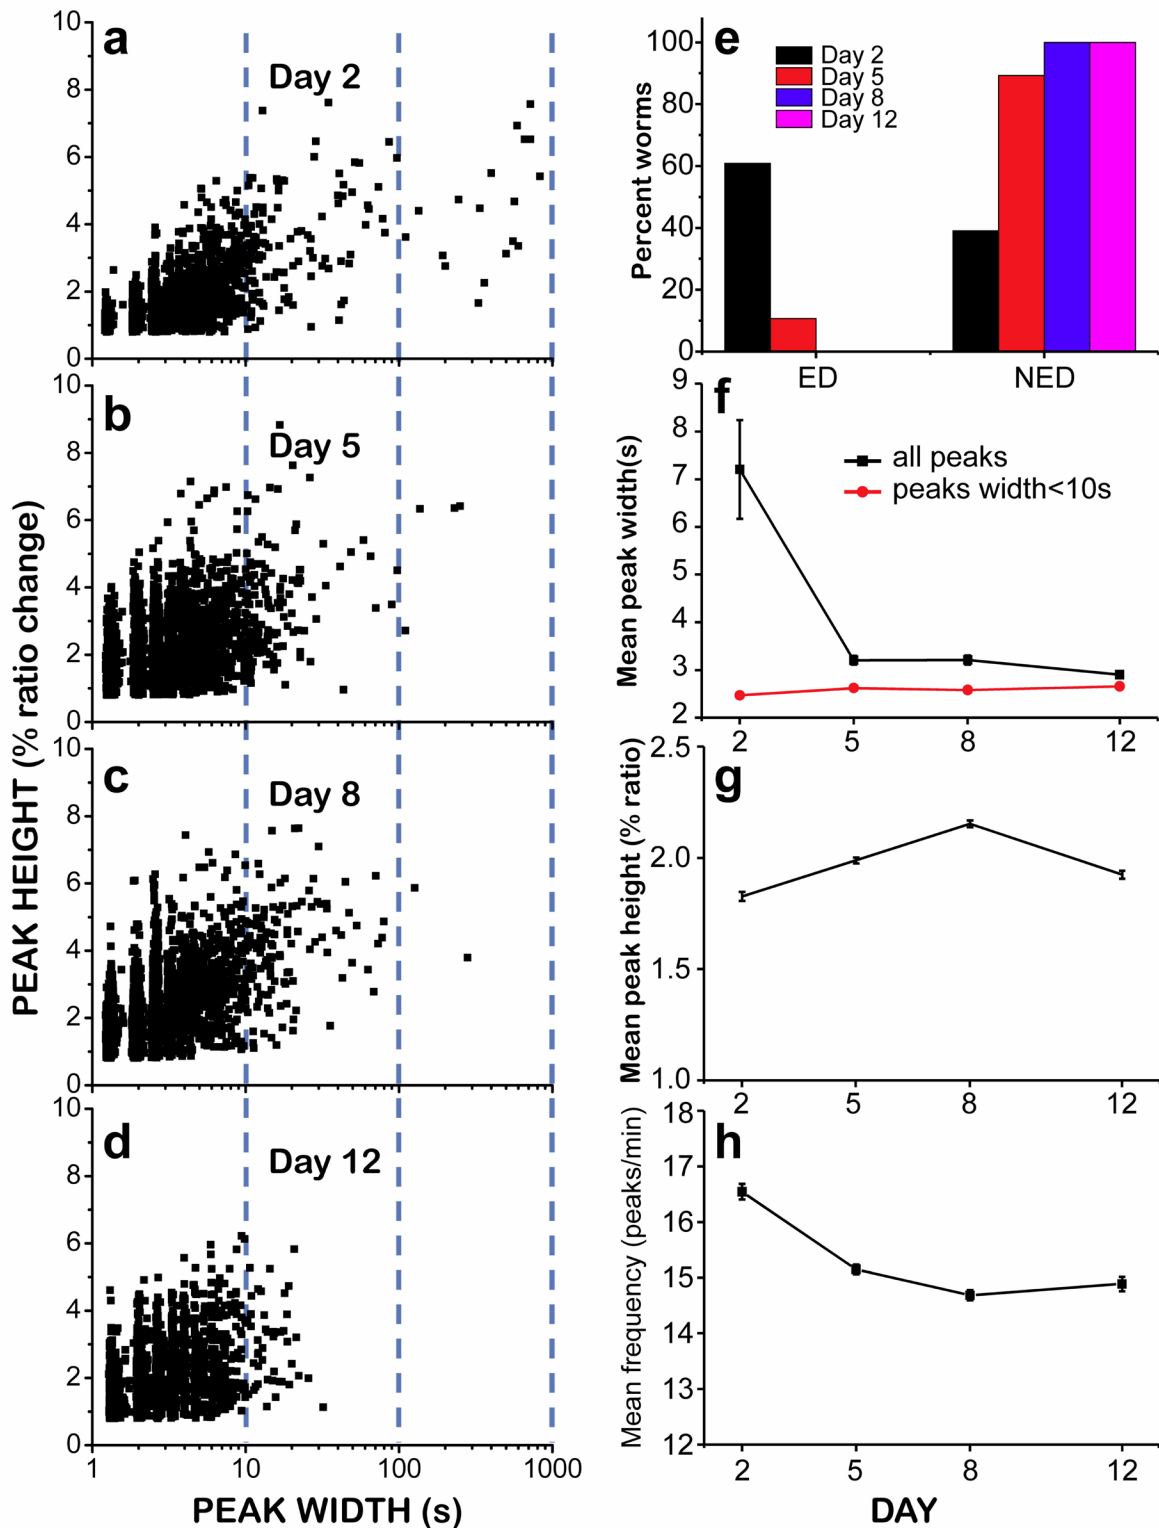 a
Day 2
10
8
6
4
2
0
b
Day 5
10
8
6
4
2
0
c
Day 8
10
8
6
4
2
0
d
Day 12
10
8
6
4
2
0
1 10 100 1000
PEAK WIDTH (s)
PEAK HEIGHT (% ratio change)
e
Day 2
Day 5
Day 8
Day 12
Percent worms
100
80
60
40
20
0
ED NED
f
all peaks
peaks width<10s
Mean peak width(s)
9
8
7
6
5
4
3
2
2 5 8 12
g
Mean peak height (% ratio)
2.5
2.0
1.5
1.0
2 5 8 12
h
Mean frequency (peaks/min)
18
17
16
15
14
13
12
2 5 8 12
DAY